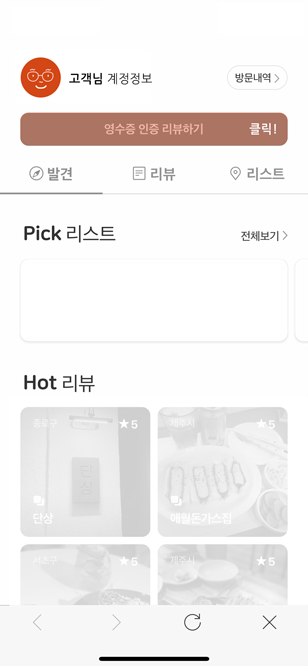 고객님 계정정보
방문내역
영수증 인증 리뷰하기 클릭!
발견 리뷰 리스트
Pick 리스트 전체보기
Hot 리뷰
종로구 5 제주시 5
단상 애월돈가스집
서초구 5 제주시 5